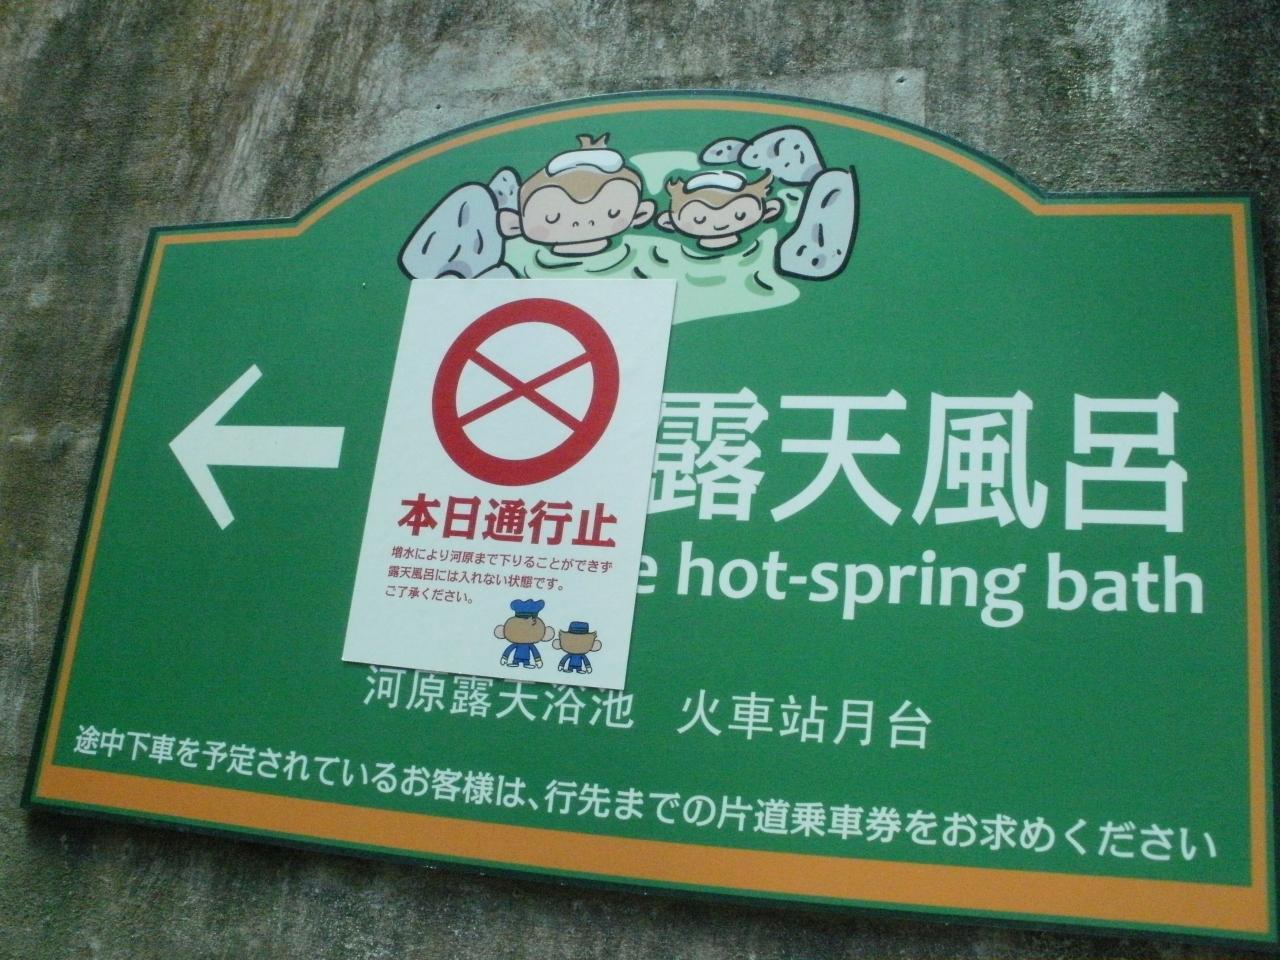 本日通行止
増水により河原まで下りることができず
露天風呂には入れない状態です。
ご了承ください。
露天風呂
hot-spring bath
河原露天浴池 火車站月台
途中下車を予定されているお客様は、行先までの片道乗車券をお求めください